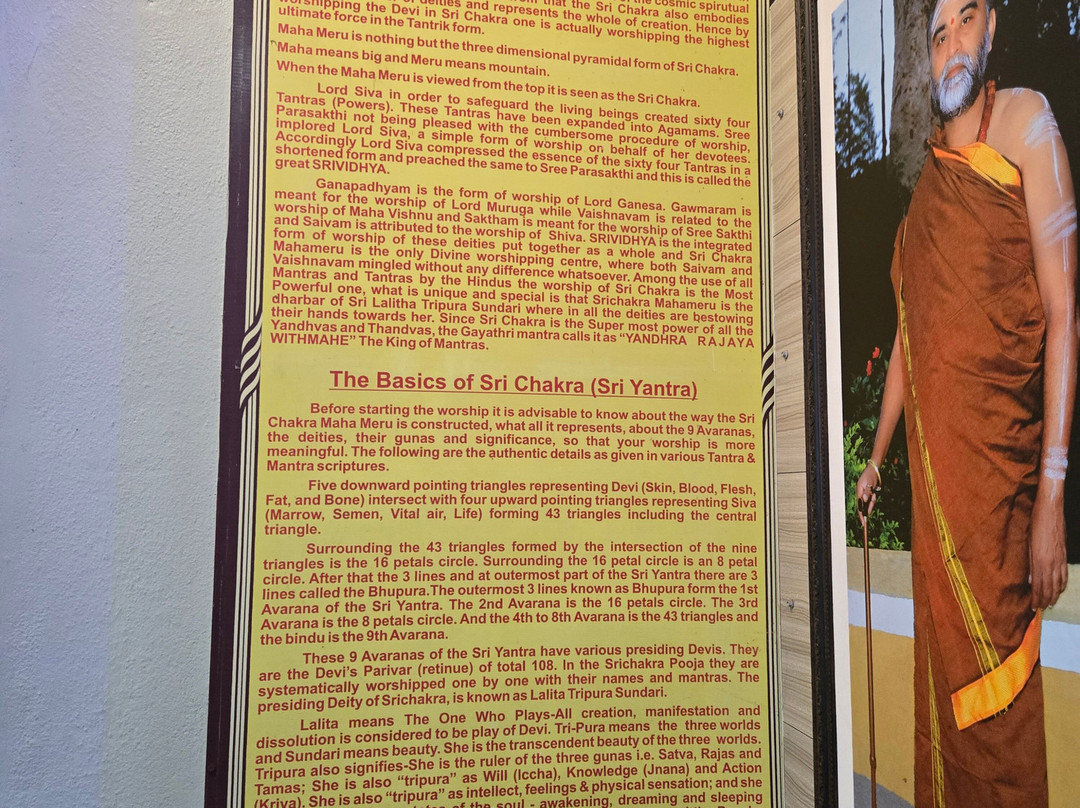 of the cosmic spirutual
from that the Sri Chakra also embodies
of deities and represents the whole of creation. Hence by
worshipping the Devi in Sri Chakra one is actually worshipping the highest
ultimate force in the Tantrik form.
Maha Meru is nothing but the three dimensional pyramidal form of Sri Chakra.
Maha means big and Meru means mountain.
When the Maha Meru is viewed from the top it is seen as the Sri Chakra.
Lord Siva in order to safeguard the living beings created sixty four
Tantras (Powers). These Tantras have been expanded into Agamams. Sree
Parasakthi not being pleased with the cumbersome procedure of worship,
implored Lord Siva, a simple form of worship on behalf of her devotees.
Accordingly Lord Siva compressed the essence of the sixty four Tantras in a
shortened form and preached the same to Sree Parasakthi and this is called the
great SRIVIDHYA.
Ganapadhyam is the form of worship of Lord Ganesa. Gawmaram is
meant for the worship of Lord Muruga while Vaishnavam is related to the
worship of Maha Vishnu and Saktham is meant for the worship of Sree Sakthi
and Saivam is attributed to the worship of Shiva. SRIVIDHYA is the integrated
form of worship of these deities put together as a whole and Sri Chakra
Mahameru is the only Divine worshipping centre, where both Saivam and
Vaishnavam mingled without any difference whatsoever. Among the use of all
Mantras and Tantras by the Hindus the worship of Sri Chakra is the Most
Powerful one, what is unique and special is that Srichakra Mahameru is the
dharbar of Sri Lalitha Tripura Sundari where in all the deities are bestowing
their hands towards her. Since Sri Chakra is the Super most power of all the
Yandhvas and Thandvas, the Gayathri mantra calls it as “YANDHRA RAJAYA
WITHMAHE” The King of Mantras.
The Basics of Sri Chakra (Sri Yantra)
Before starting the worship it is advisable to know about the way the Sri
Chakra Maha Meru is constructed, what all it represents, about the 9 Avaranas,
the deities, their gunas and significance, so that your worship is more
meaningful. The following are the authentic details as given in various Tantra &
Mantra scriptures.
Five downward pointing triangles representing Devi (Skin, Blood, Flesh,
Fat, and Bone) intersect with four upward pointing triangles representing Siva
(Marrow, Semen, Vital air, Life) forming 43 triangles including the central
triangle.
Surrounding the 43 triangles formed by the intersection of the nine
triangles is the 16 petals circle. Surrounding the 16 petal circle is an 8 petal
circle. After that the 3 lines and at outermost part of the Sri Yantra there are 3
lines called the Bhupura.The outermost 3 lines known as Bhupura form the 1st
Avarana of the Sri Yantra. The 2nd Avarana is the 16 petals circle. The 3rd
Avarana is the 8 petals circle. And the 4th to 8th Avarana is the 43 triangles and
the bindu is the 9th Avarana.
These 9 Avaranas of the Sri Yantra have various presiding Devis. They
are the Devi’s Parivar (retinue) of total 108. In the Srichakra Pooja they are
systematically worshipped one by one with their names and mantras. The
presiding Deity of Srichakra, is known as Lalita Tripura Sundari.
Lalita means The One Who Plays-All creation, manifestation and
dissolution is considered to be play of Devi. Tri-Pura means the three worlds
and Sundari means beauty. She is the transcendent beauty of the three worlds.
Tripura also signifies-She is the ruler of the three gunas i.e. Satva, Rajas and
Tamas; She is also “tripura” as Will (Iccha), Knowledge (Jnana) and Action
(Kriya). She is also “tripura” as intellect, feelings & physical sensation; and she
of the soul - awakening, dreaming and sleeping